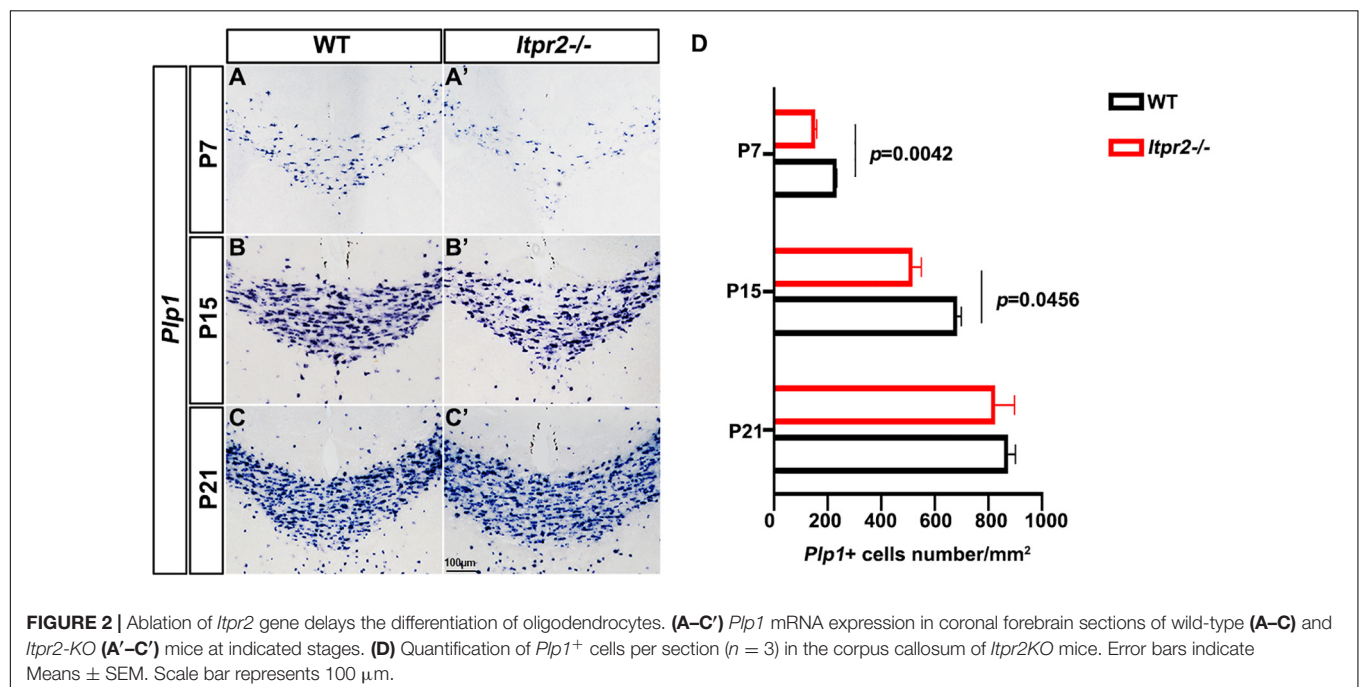 WT
Itpr2-/-
Plp1
P7
P15
P21
A
A'
B
B'
C
C'
100μm
D
P7
P15
P21
p=0.0042
p=0.0456
WT
Itpr2-/-
0 200 400 600 800 1000
Plp1+ cells number/mm²
FIGURE 2 | Ablation of Itpr2 gene delays the differentiation of oligodendrocytes. (A–C′) Plp1 mRNA expression in coronal forebrain sections of wild-type (A–C) and
Itpr2-KO (A′–C′) mice at indicated stages. (D) Quantification of Plp1⁺ cells per section (n = 3) in the corpus callosum of Itpr2KO mice. Error bars indicate
Means ± SEM. Scale bar represents 100 μm.